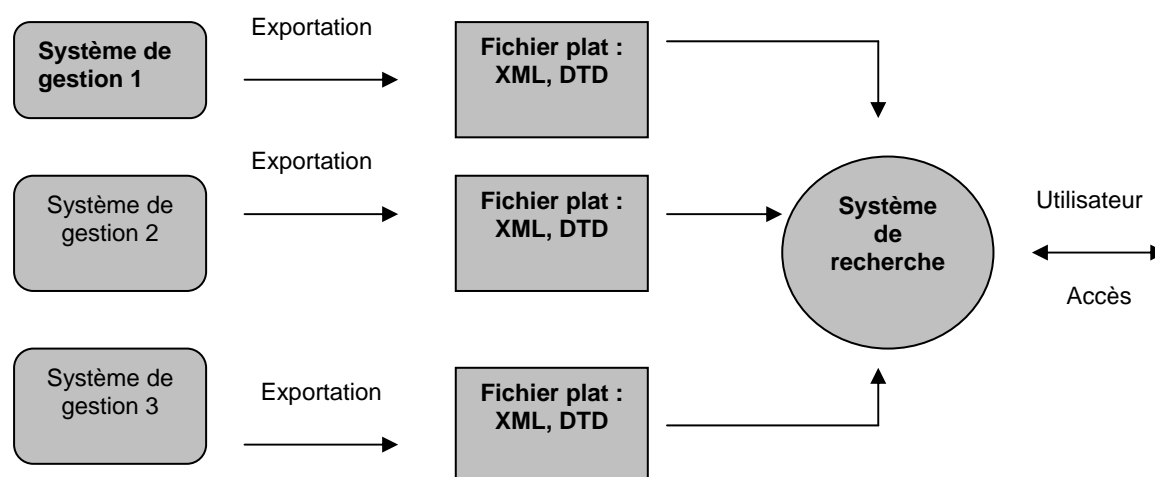 Système de
gestion 1
Exportation
Fichier plat :
XML, DTD
Système de
gestion 2
Exportation
Fichier plat :
XML, DTD
Système
de
recherche
Utilisateur
Accès
Système de
gestion 3
Exportation
Fichier plat :
XML, DTD